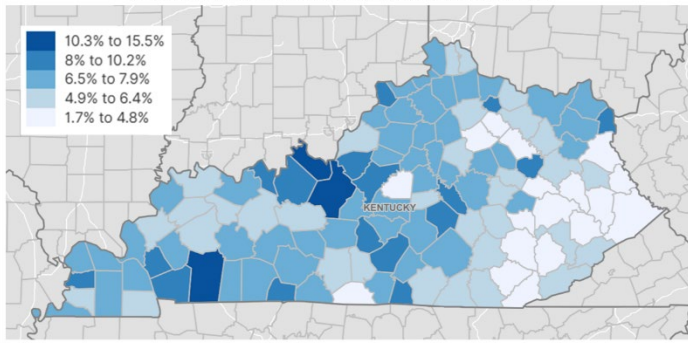 10.3% to 15.5%
8% to 10.2%
6.5% to 7.9%
4.9% to 6.4%
1.7% to 4.8%
KENTUCKY